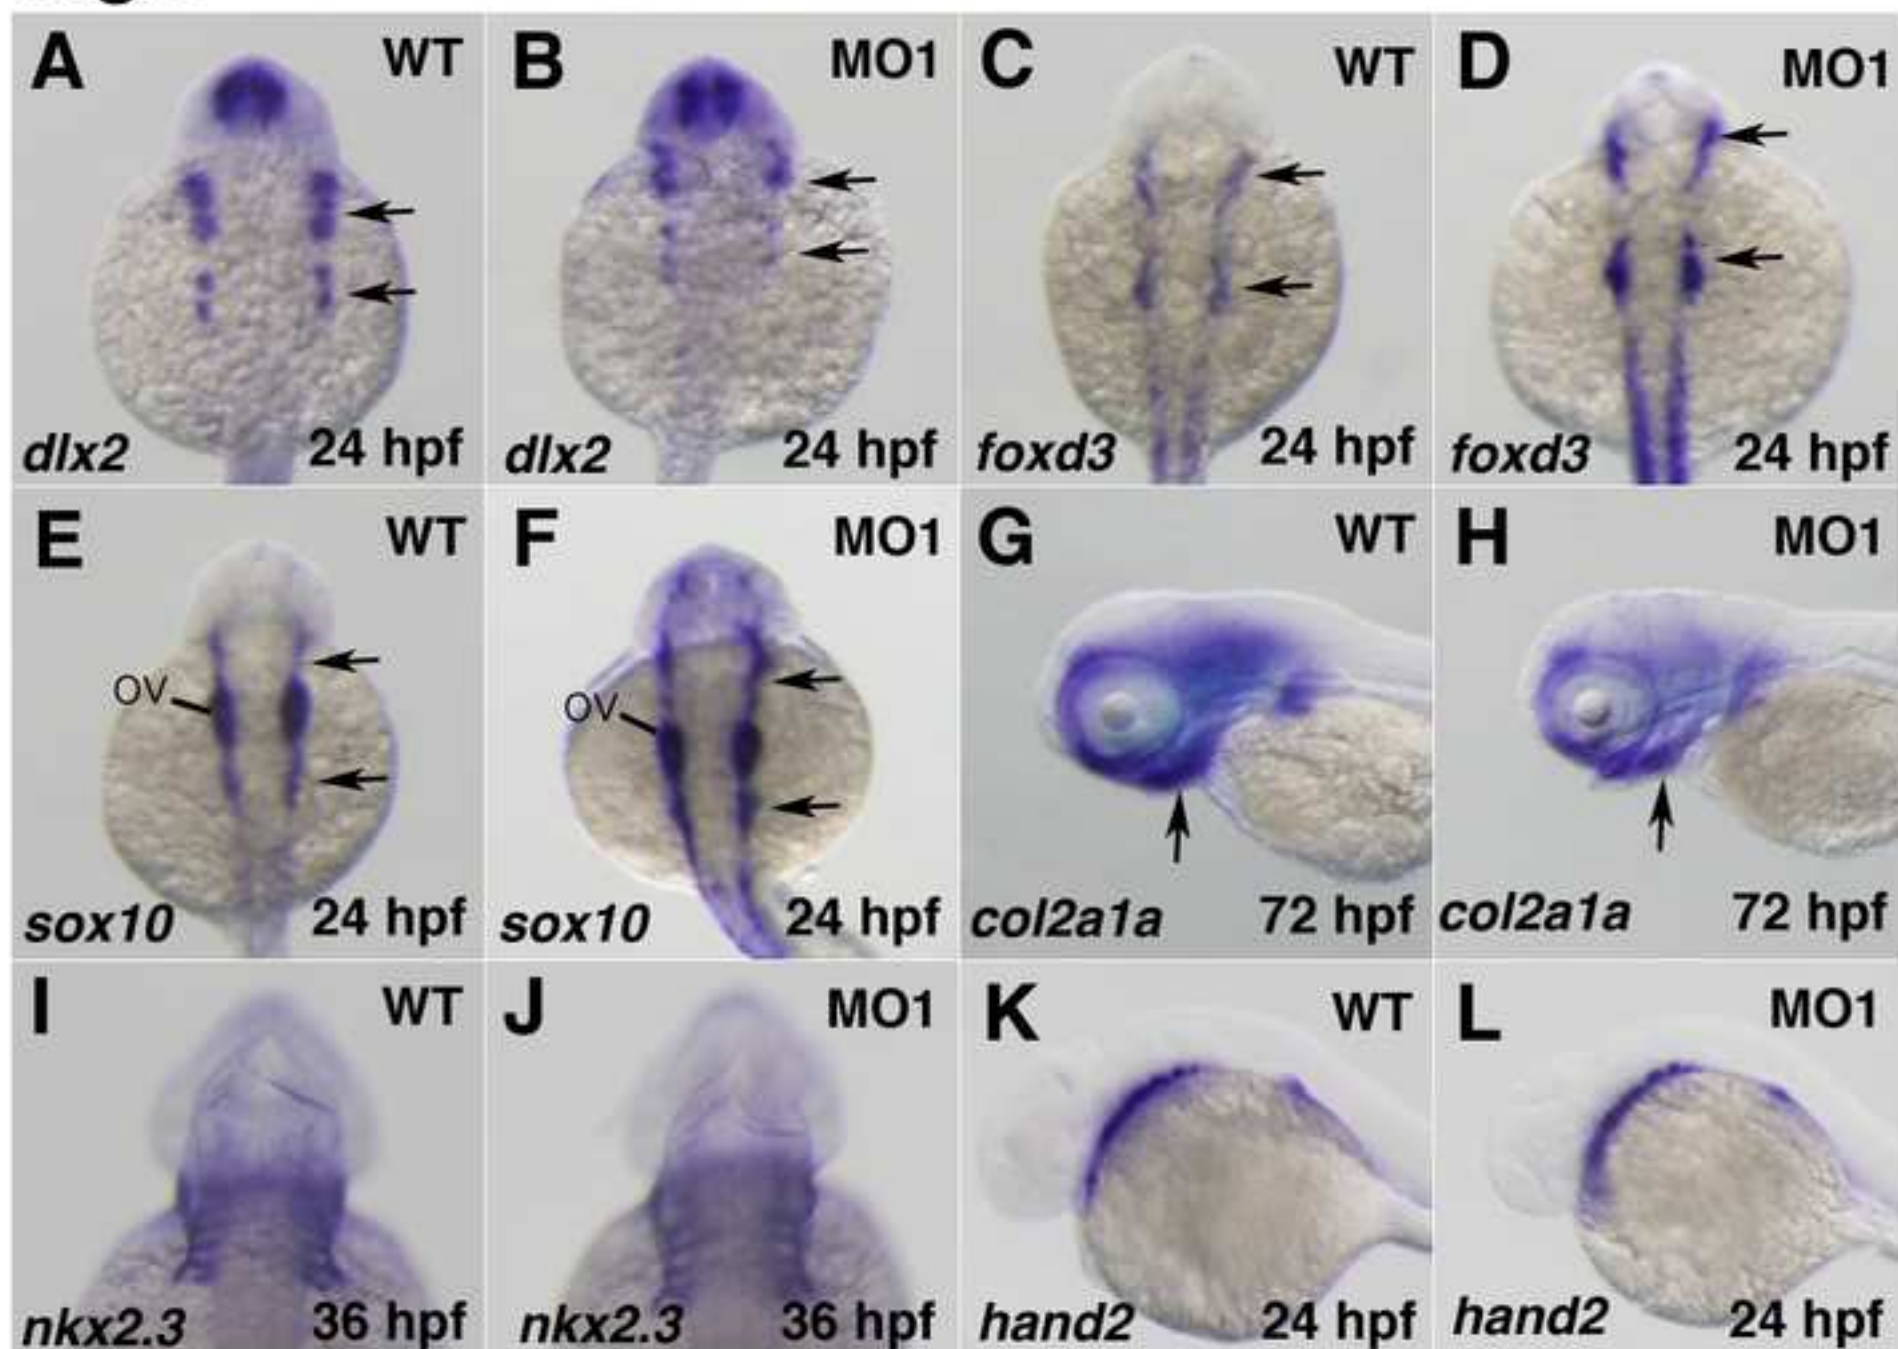 A WT
dlx2 24 hpf
B MO1
dlx2 24 hpf
C WT
foxd3 24 hpf
D MO1
foxd3 24 hpf
E WT
OV
sox10 24 hpf
F MO1
OV
sox10 24 hpf
G WT
col2a1a 72 hpf
H MO1
col2a1a 72 hpf
I WT
nkx2.3 36 hpf
J MO1
nkx2.3 36 hpf
K WT
hand2 24 hpf
L MO1
hand2 24 hpf